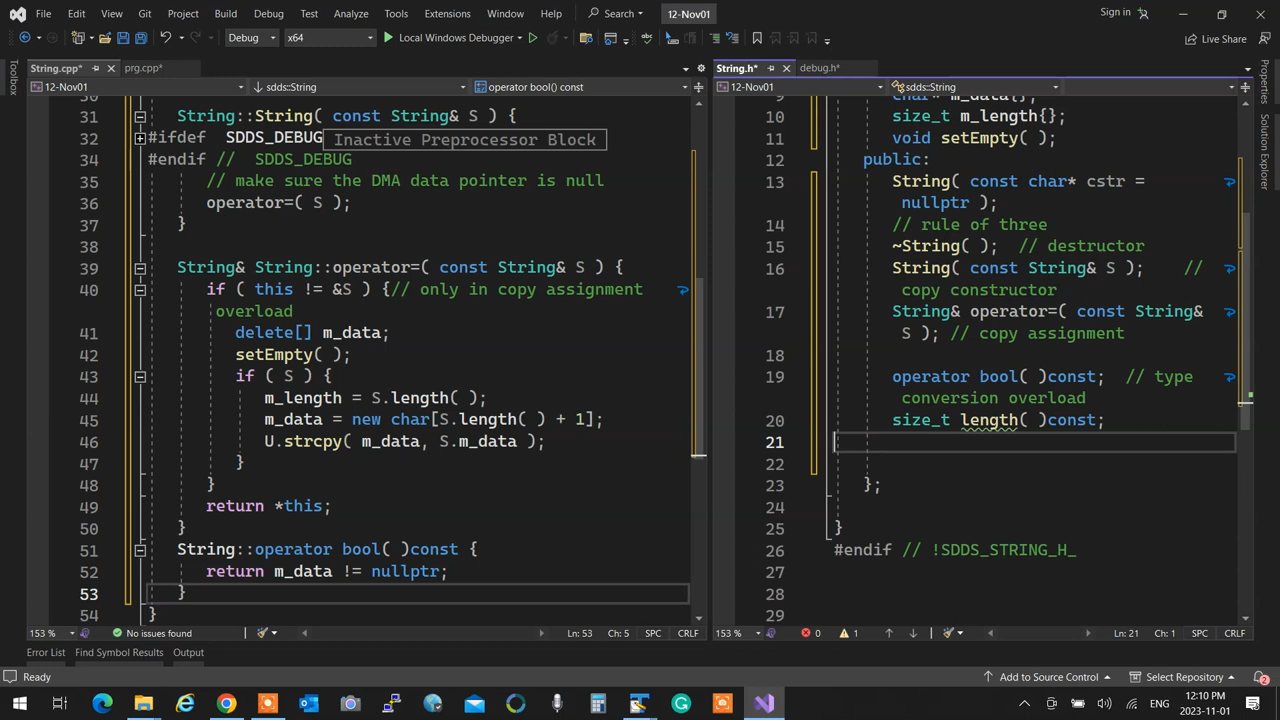 File Edit View Git Project Build Debug Test Analyze Tools Extensions Window Help Search 12-Nov01 Sign in
Debug x64 Local Windows Debugger Live Share
Toolbox
String.cpp* prg.cpp*
12-Nov01 sdds::String operator bool() const
30
31 String::String( const String& S ) {
32 #ifdef SDDS_DEBUG Inactive Preprocessor Block
34 #endif // SDDS_DEBUG
35 // make sure the DMA data pointer is null
36 operator=( S );
37 }
38
39 String& String::operator=( const String& S ) {
40 if ( this != &S ) {// only in copy assignment
overload
41 delete[] m_data;
42 setEmpty( );
43 if ( S ) {
44 m_length = S.length( );
45 m_data = new char[S.length( ) + 1];
46 U.strcpy( m_data, S.m_data );
47 }
48 }
49 return *this;
50 }
51 String::operator bool( )const {
52 return m_data != nullptr;
53 }
54 }
153 % No issues found Ln: 53 Ch: 5 SPC CRLF
String.h* debug.h*
12-Nov01 sdds::String
9 char* m_data{};
10 size_t m_length{};
11 void setEmpty( );
12 public:
13 String( const char* cstr =
nullptr );
14 // rule of three
15 ~String( ); // destructor
16 String( const String& S ); //
copy constructor
17 String& operator=( const String&
S ); // copy assignment
18
19 operator bool( )const; // type
conversion overload
20 size_t length( )const;
21
22
23 };
24
25 }
26 #endif // !SDDS_STRING_H_
27
28
29
153 % 0 1 Ln: 21 Ch: 1 SPC CRLF
Properties
Solution Explorer
Error List Find Symbol Results Output
Ready Add to Source Control Select Repository 2
ENG 12:10 PM
2023-11-01